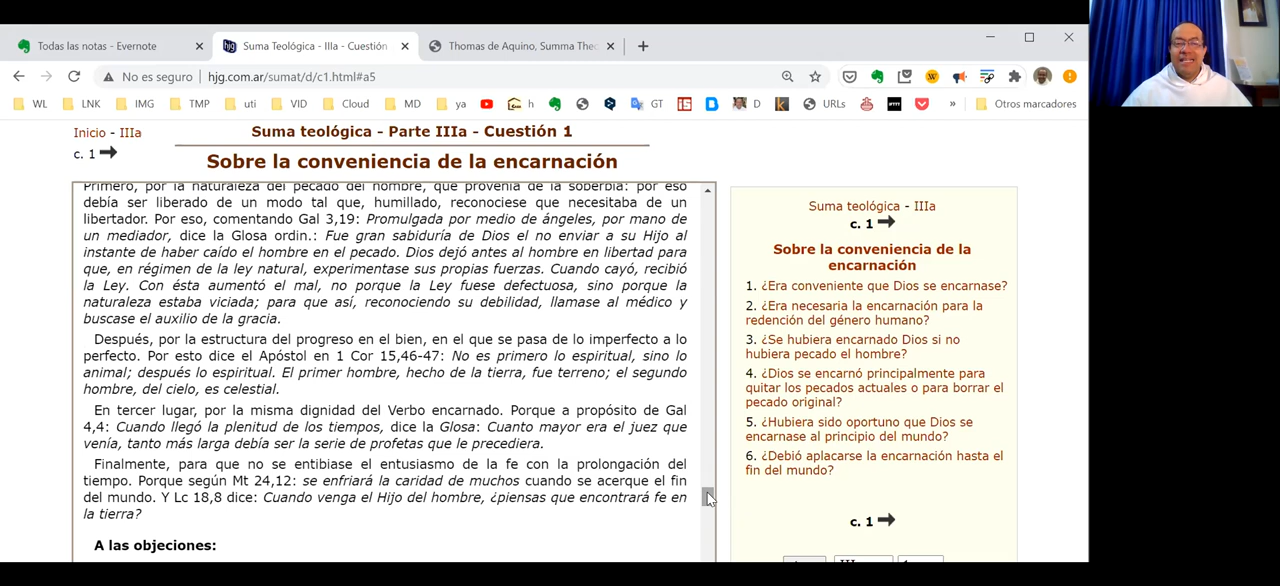 Todas las notas - Evernote
Suma Teológica - IIIa - Cuestión
Thomas de Aquino, Summa Theo
No es seguro
hjg.com.ar/sumat/d/c1.html#a5
WL
LNK
IMG
TMP
uti
VID
Cloud
MD
ya
h
GT
D
URLs
»
Otros marcadores
Inicio - IIIa
c. 1
Suma teológica - Parte IIIa - Cuestión 1
Sobre la conveniencia de la encarnación
Primero, por la naturaleza del pecado del hombre, que provenía de la soberbia: por eso
debía ser liberado de un modo tal que, humillado, reconociese que necesitaba de un
libertador. Por eso, comentando Gal 3,19: Promulgada por medio de ángeles, por mano de
un mediador, dice la Glosa ordin.: Fue gran sabiduría de Dios el no enviar a su Hijo al
instante de haber caído el hombre en el pecado. Dios dejó antes al hombre en libertad para
que, en régimen de la ley natural, experimentase sus propias fuerzas. Cuando cayó, recibió
la Ley. Con ésta aumentó el mal, no porque la Ley fuese defectuosa, sino porque la
naturaleza estaba viciada; para que así, reconociendo su debilidad, llamase al médico y
buscase el auxilio de la gracia.
Después, por la estructura del progreso en el bien, en el que se pasa de lo imperfecto a lo
perfecto. Por esto dice el Apóstol en 1 Cor 15,46-47: No es primero lo espiritual, sino lo
animal; después lo espiritual. El primer hombre, hecho de la tierra, fue terreno; el segundo
hombre, del cielo, es celestial.
En tercer lugar, por la misma dignidad del Verbo encarnado. Porque a propósito de Gal
4,4: Cuando llegó la plenitud de los tiempos, dice la Glosa: Cuanto mayor era el juez que
venía, tanto más larga debía ser la serie de profetas que le precediera.
Finalmente, para que no se entibiase el entusiasmo de la fe con la prolongación del
tiempo. Porque según Mt 24,12: se enfriará la caridad de muchos cuando se acerque el fin
del mundo. Y Lc 18,8 dice: Cuando venga el Hijo del hombre, ¿piensas que encontrará fe en
la tierra?
A las objeciones:
Suma teológica - IIIa
c. 1
Sobre la conveniencia de la
encarnación
1. ¿Era conveniente que Dios se encarnase?
2. ¿Era necesaria la encarnación para la
redención del género humano?
3. ¿Se hubiera encarnado Dios si no
hubiera pecado el hombre?
4. ¿Dios se encarnó principalmente para
quitar los pecados actuales o para borrar el
pecado original?
5. ¿Hubiera sido oportuno que Dios se
encarnase al principio del mundo?
6. ¿Debió aplacarse la encarnación hasta el
fin del mundo?
c. 1